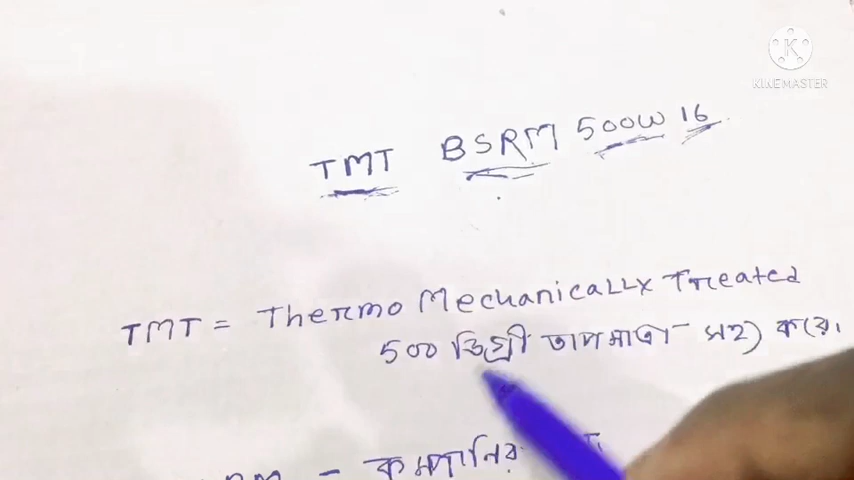 KINEMASTER
TMT BSRM 500W 16
TMT = Thermo Mechanically Treated
500 ডিগ্রী তাপমাত্রা সহ্য করে।
- কোম্পানির